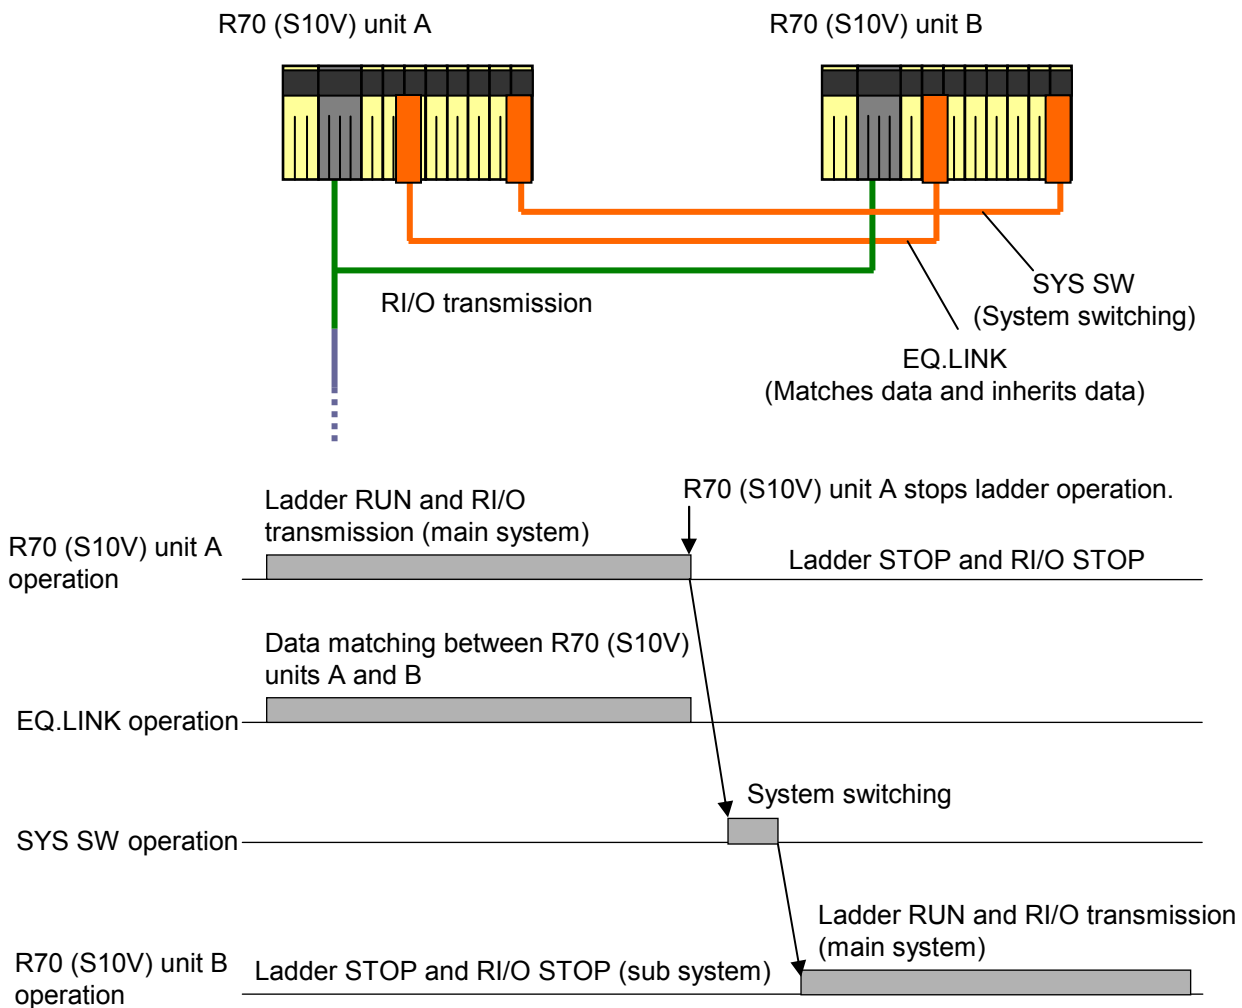 R70 (S10V) unit A
R70 (S10V) unit B
RI/O transmission
SYS SW
(System switching)
EQ.LINK
(Matches data and inherits data)
Ladder RUN and RI/O
transmission (main system)
R70 (S10V) unit A stops ladder operation.
R70 (S10V) unit A
operation
Ladder STOP and RI/O STOP
Data matching between R70 (S10V)
units A and B
EQ.LINK operation
System switching
SYS SW operation
Ladder RUN and RI/O transmission
(main system)
R70 (S10V) unit B
operation
Ladder STOP and RI/O STOP (sub system)